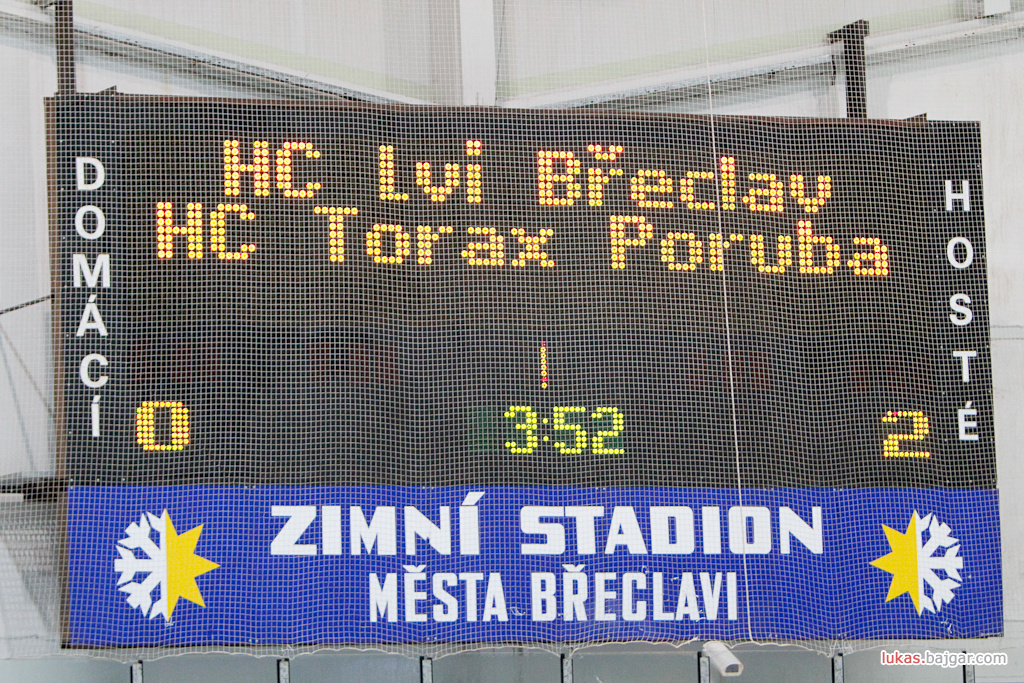 HC Lvi Břeclav
HC Torax Poruba
DOMÁCÍ
HOSTÉ
1
0
3:52
2
ZIMNÍ STADION
MĚSTA BŘECLAVI
lukas.bajgar.com